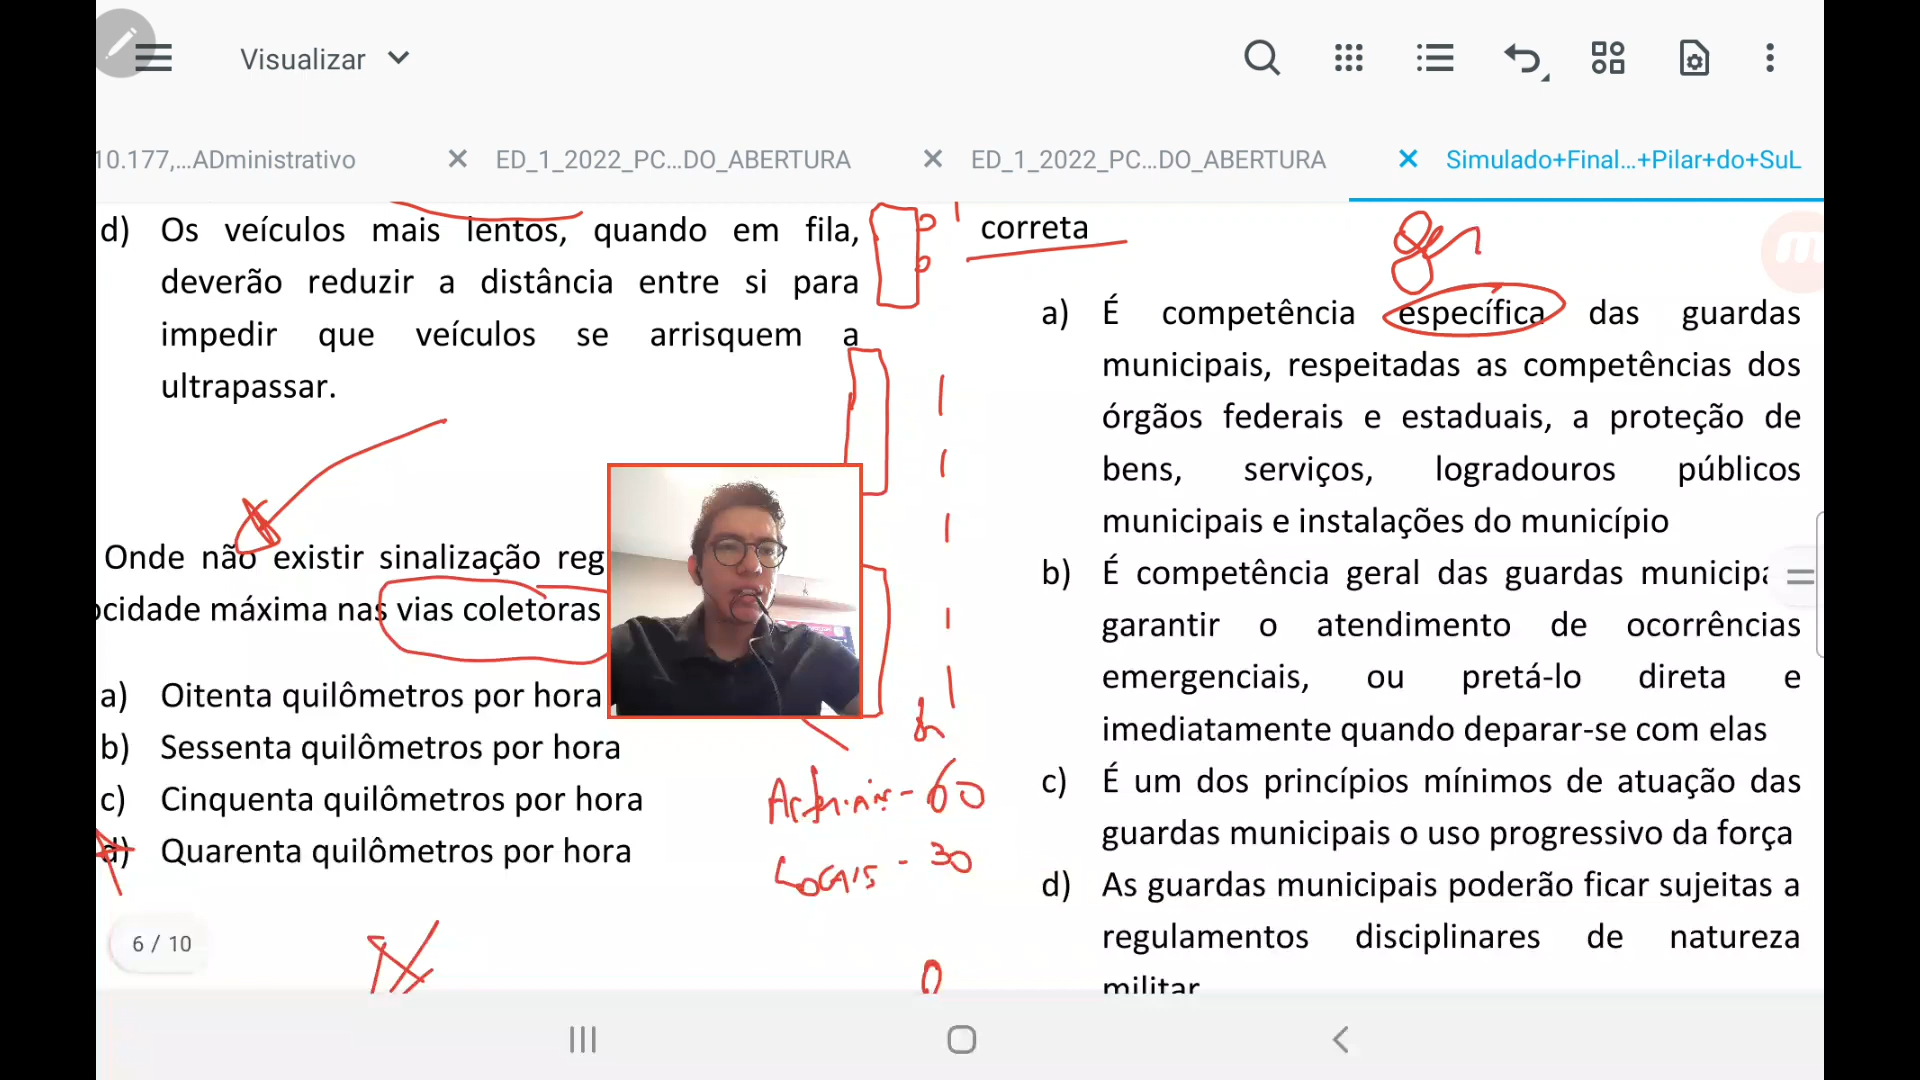 Visualizar
10.177,...ADministrativo
ED_1_2022_PC...DO_ABERTURA
ED_1_2022_PC...DO_ABERTURA
Simulado+Final...+Pilar+do+SuL
d) Os veículos mais lentos, quando em fila,
deverão reduzir a distância entre si para
impedir que veículos se arrisquem a
ultrapassar.
Onde não existir sinalização reg
ocidade máxima nas vias coletoras
a) Oitenta quilômetros por hora
b) Sessenta quilômetros por hora
c) Cinquenta quilômetros por hora
d) Quarenta quilômetros por hora
Arteriais - 60
Locais - 30
6 / 10
correta
a) É competência específica das guardas
municipais, respeitadas as competências dos
órgãos federais e estaduais, a proteção de
bens, serviços, logradouros públicos
municipais e instalações do município
b) É competência geral das guardas municipa
garantir o atendimento de ocorrências
emergenciais, ou pretá-lo direta e
imediatamente quando deparar-se com elas
c) É um dos princípios mínimos de atuação das
guardas municipais o uso progressivo da força
d) As guardas municipais poderão ficar sujeitas a
regulamentos disciplinares de natureza
militar